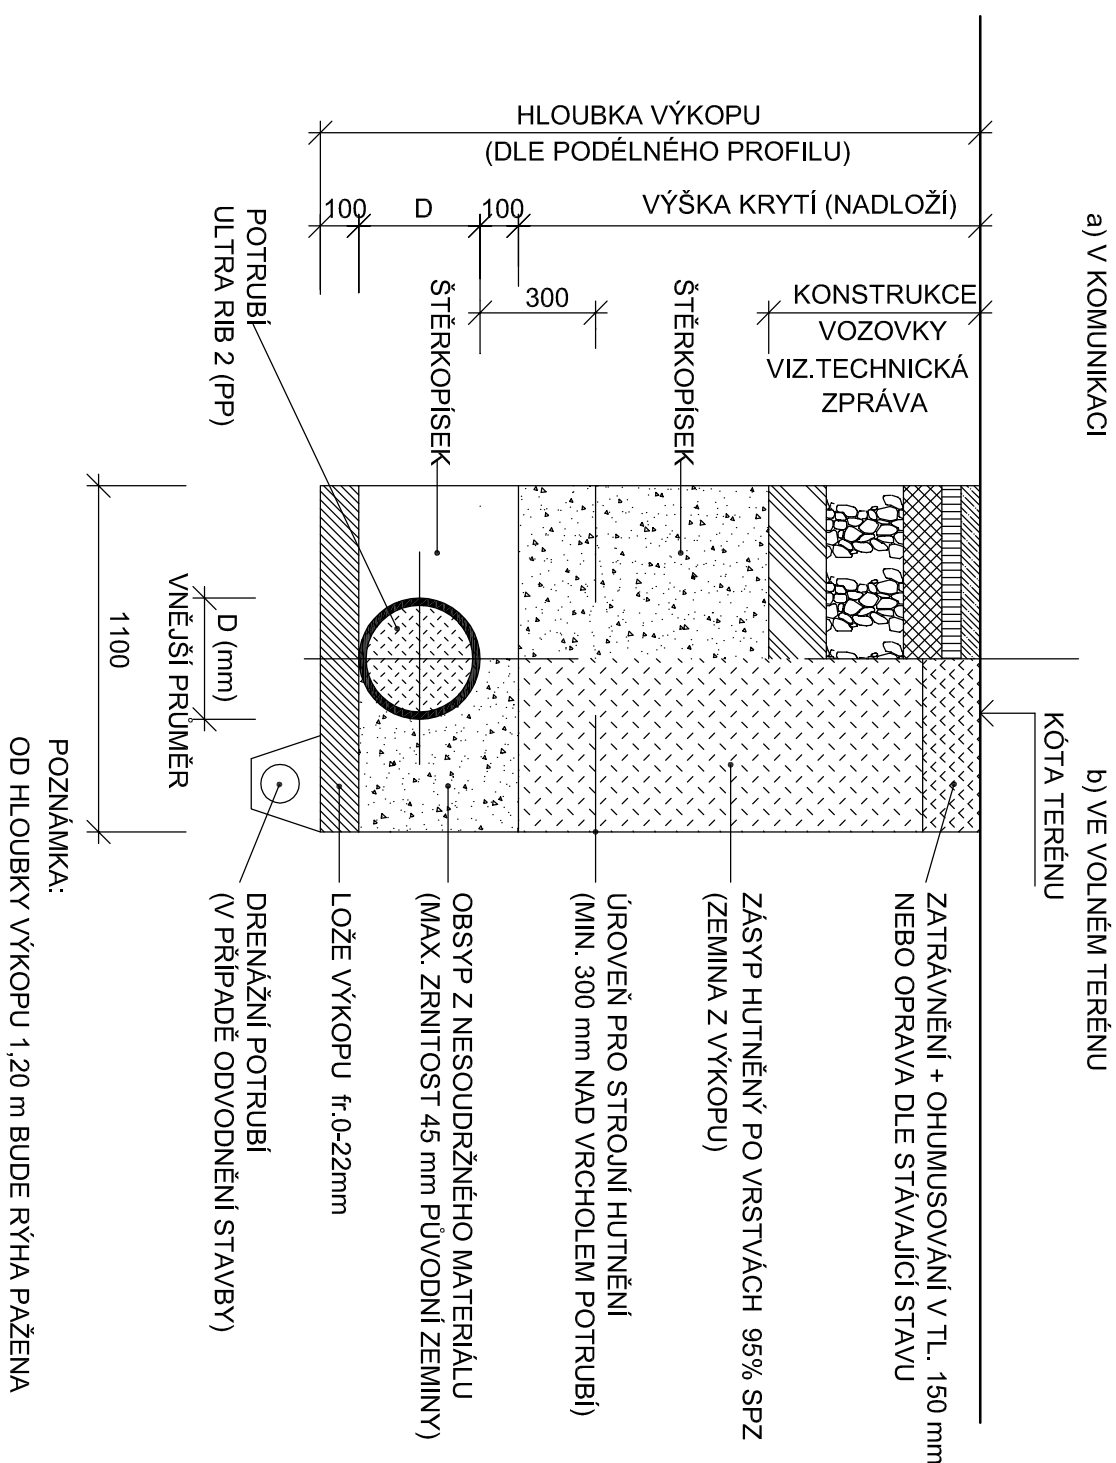 a) V KOMUNIKACI
b) VE VOLNÉM TERÉNU
HLOUBKA VÝKOPU
(DLE PODÉLNÉHO PROFILU)
100
D
100
VÝŠKA KRYTÍ (NADLOŽÍ)
300
KONSTRUKCE
VOZOVKY
VIZ.TECHNICKÁ
ZPRÁVA
POTRUBÍ
ULTRA RIB 2 (PP)
ŠTĚRKOPÍSEK
ŠTĚRKOPÍSEK
KÓTA TERÉNU
ZATRÁVNĚNÍ + OHUMUSOVÁNÍ V TL. 150 mm
NEBO OPRAVA DLE STÁVAJÍCÍ STAVU
ZÁSYP HUTNĚNÝ PO VRSTVÁCH 95% SPZ
(ZEMINA Z VÝKOPU)
ÚROVEŇ PRO STROJNÍ HUTNĚNÍ
(MIN. 300 mm NAD VRCHOLEM POTRUBÍ)
OBSYP Z NESOUDRŽNÉHO MATERIÁLU
(MAX. ZRNITOST 45 mm PŮVODNÍ ZEMINY)
LOŽE VÝKOPU fr.0-22mm
DRENÁŽNÍ POTRUBÍ
(V PŘÍPADĚ ODVODNĚNÍ STAVBY)
D (mm)
VNĚJŠÍ PRŮMĚR
1100
POZNÁMKA:
OD HLOUBKY VÝKOPU 1,20 m BUDE RÝHA PAŽENA